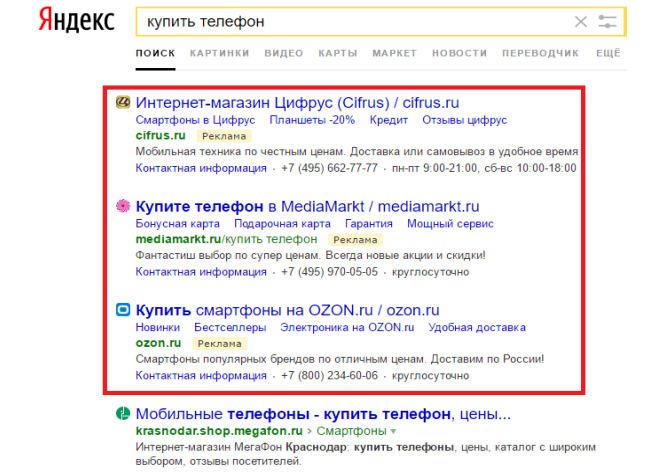 Яндекс
купить телефон
ПОИСК КАРТИНКИ ВИДЕО КАРТЫ МАРКЕТ НОВОСТИ ПЕРЕВОДЧИК ЕЩЁ
Интернет-магазин Цифрус (Cifrus) / cifrus.ru
Смартфоны в Цифрус Планшеты -20% Кредит Отзывы цифрус
cifrus.ru Реклама
Мобильная техника по честным ценам. Доставка или самовывоз в удобное время
Контактная информация · +7 (495) 662-77-77 · пн-пт 9:00-21:00, сб-вс 10:00-18:00
Купите телефон в MediaMarkt / mediamarkt.ru
Бонусная карта Подарочная карта Гарантия Мощный сервис
mediamarkt.ru/купить телефон Реклама
Фантастиш выбор по супер ценам. Всегда новые акции и скидки!
Контактная информация · +7 (495) 970-05-05 · круглосуточно
Купить смартфоны на OZON.ru / ozon.ru
Новинки Бестселлеры Электроника на OZON.ru Удобная доставка
ozon.ru Реклама
Смартфоны популярных брендов по отличным ценам. Доставим по России!
Контактная информация · +7 (800) 234-60-06 · круглосуточно
Мобильные телефоны - купить телефон, цены...
krasnodar.shop.megafon.ru › Смартфоны
Интернет-магазин МегаФон Краснодар: купить телефоны, цены, каталог с широким
выбором, отзывы посетителей.